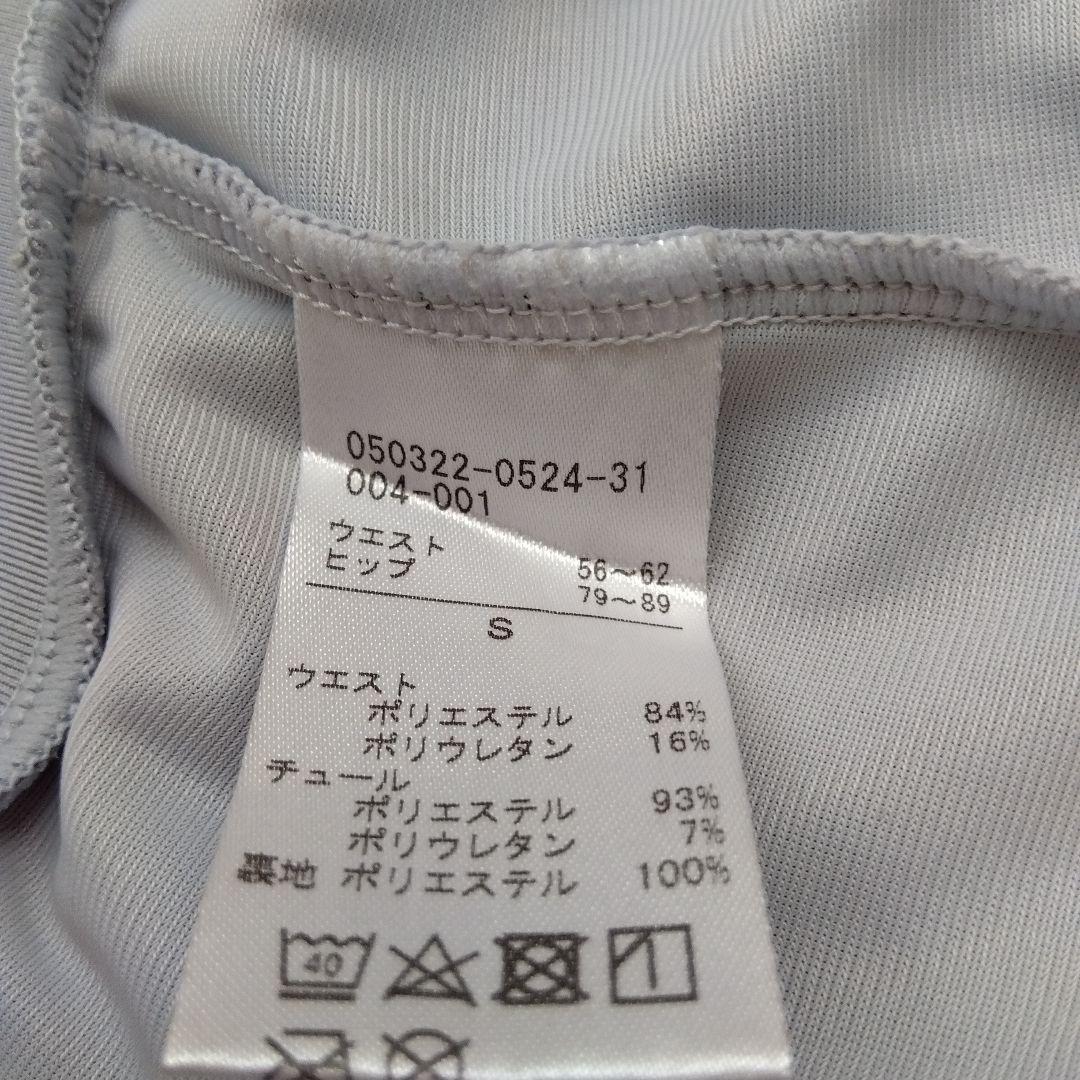 050322-0524-31
004-001
ウエスト 56~62
ヒップ 79~89
S
ウエスト
ポリエステル 84%
ポリウレタン 16%
チュール
ポリエステル 93%
ポリウレタン 7%
裏地 ポリエステル 100%
40